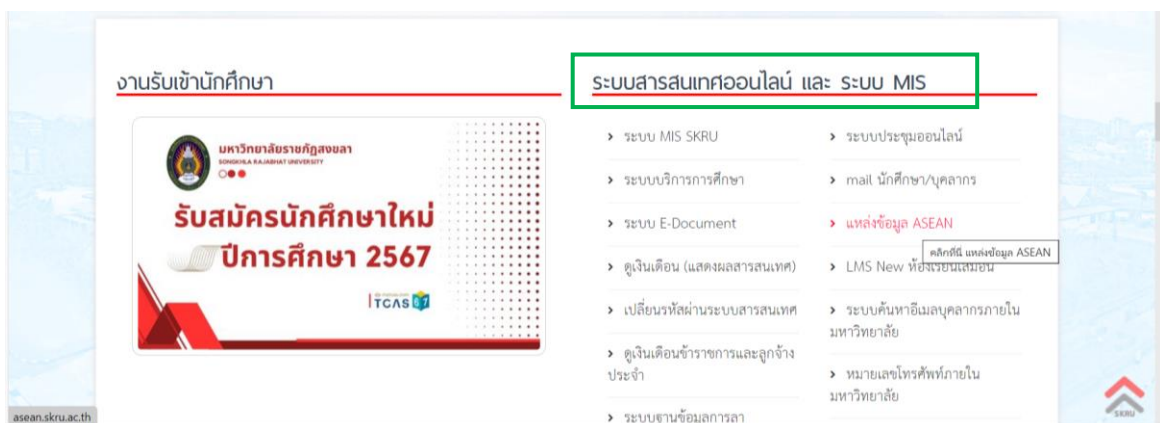 งานรับเข้านักศึกษา
มหาวิทยาลัยราชภัฏสงขลา
SONGKHLA RAJABHAT UNIVERSITY
รับสมัครนักศึกษาใหม่
ปีการศึกษา 2567
TCAS 67
ระบบสารสนเทศออนไลน์ และ ระบบ MIS
ระบบ MIS SKRU
ระบบบริการการศึกษา
ระบบ E-Document
ดูเงินเดือน (แสดงผลสารสนเทศ)
เปลี่ยนรหัสผ่านระบบสารสนเทศ
ดูเงินเดือนข้าราชการและลูกจ้าง
ประจำ
ระบบฐานข้อมูลการลา
ระบบประชุมออนไลน์
mail นักศึกษา/บุคลากร
แหล่งข้อมูล ASEAN
คลิกที่นี่ แหล่งข้อมูล ASEAN
LMS New ห้องเรียนเสมือน
ระบบค้นหาอีเมลบุคลากรภายใน
มหาวิทยาลัย
หมายเลขโทรศัพท์ภายใน
มหาวิทยาลัย
SKRU
asean.skru.ac.th